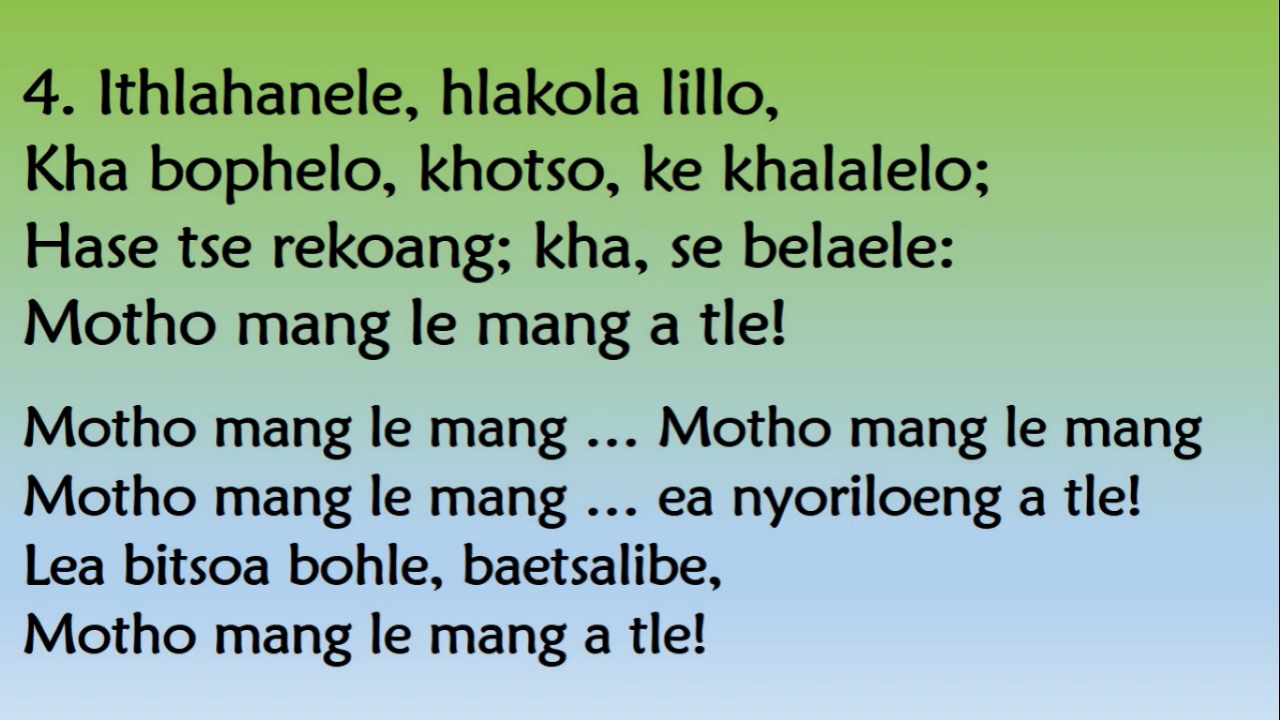 4. Ithlahanele, hlakola lillo,
Kha bophelo, khotso, ke khalalelo;
Hase tse rekoang; kha, se belaele:
Motho mang le mang a tle!
Motho mang le mang ... Motho mang le mang
Motho mang le mang ... ea nyoriloeng a tle!
Lea bitsoa bohle, baetsalibe,
Motho mang le mang a tle!